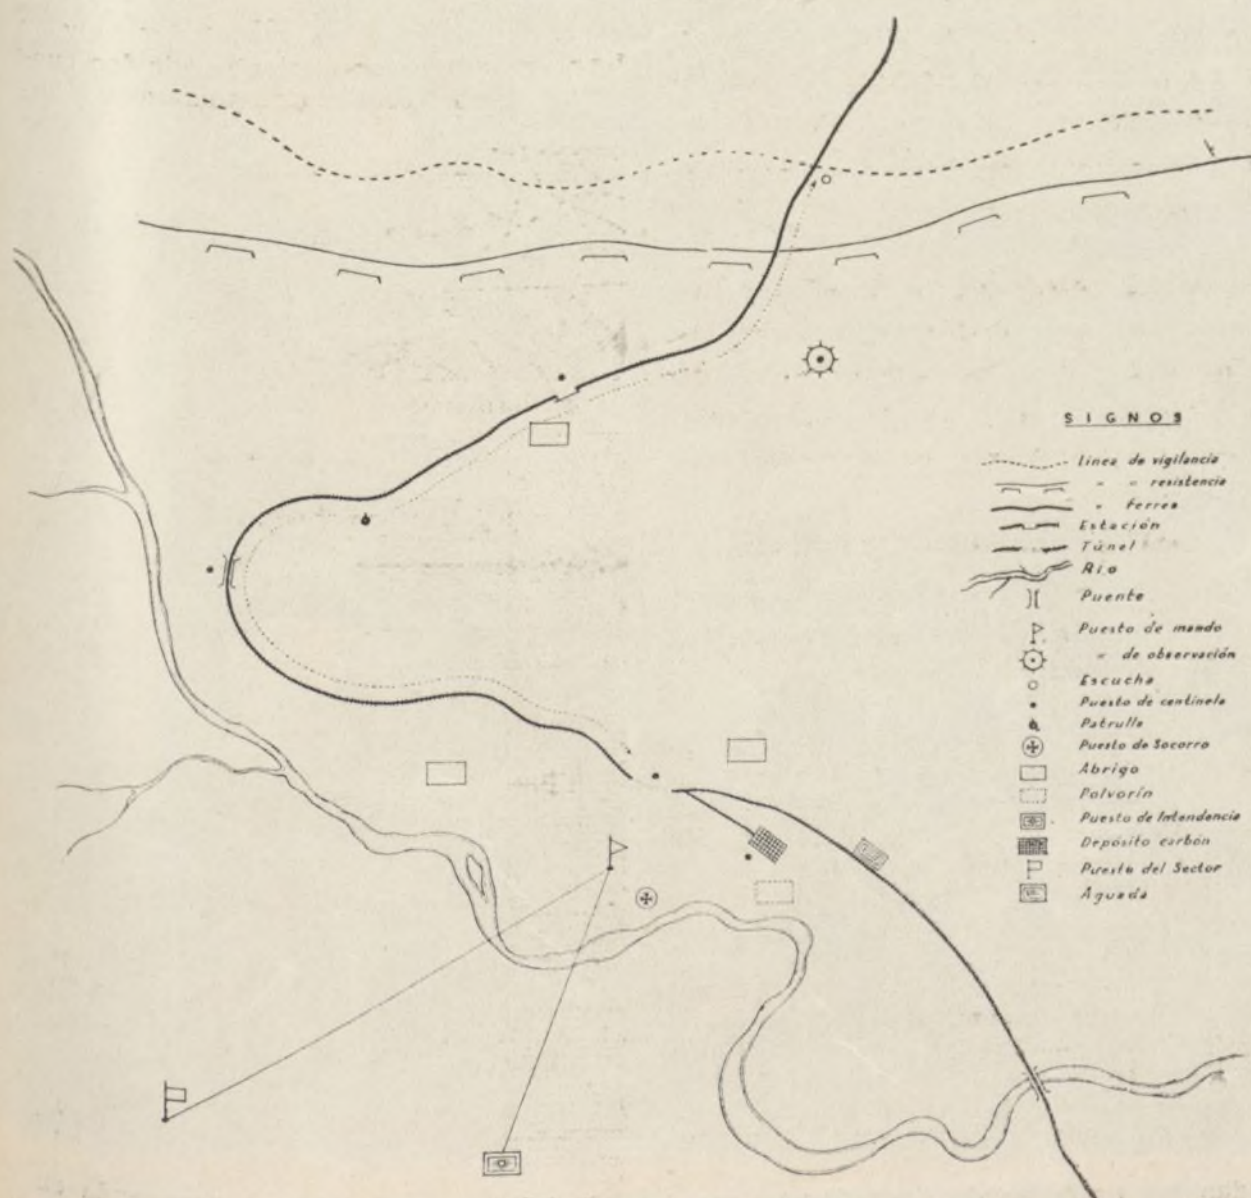 SIGNOS
Línea de vigilancia
" " resistencia
" ferrea
Estación
Túnel
Río
Puente
Puesto de mando
" de observación
Escucha
Puesto de centinela
Patrulla
Puesto de Socorro
Abrigo
Polvorín
Puesto de Intendencia
Depósito carbón
Puesto del Sector
Aguada